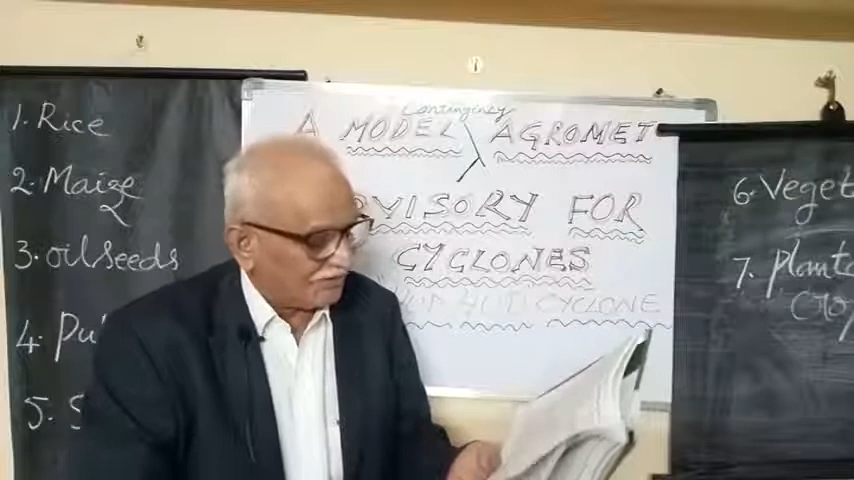 1. Rice
2. Maize
3. oilseeds
4. Pu
5. S
contingency
A MODEL AGROMET
VISORY FOR
CYCLONES
CYCLONE
6. Veget
7. planta
cro